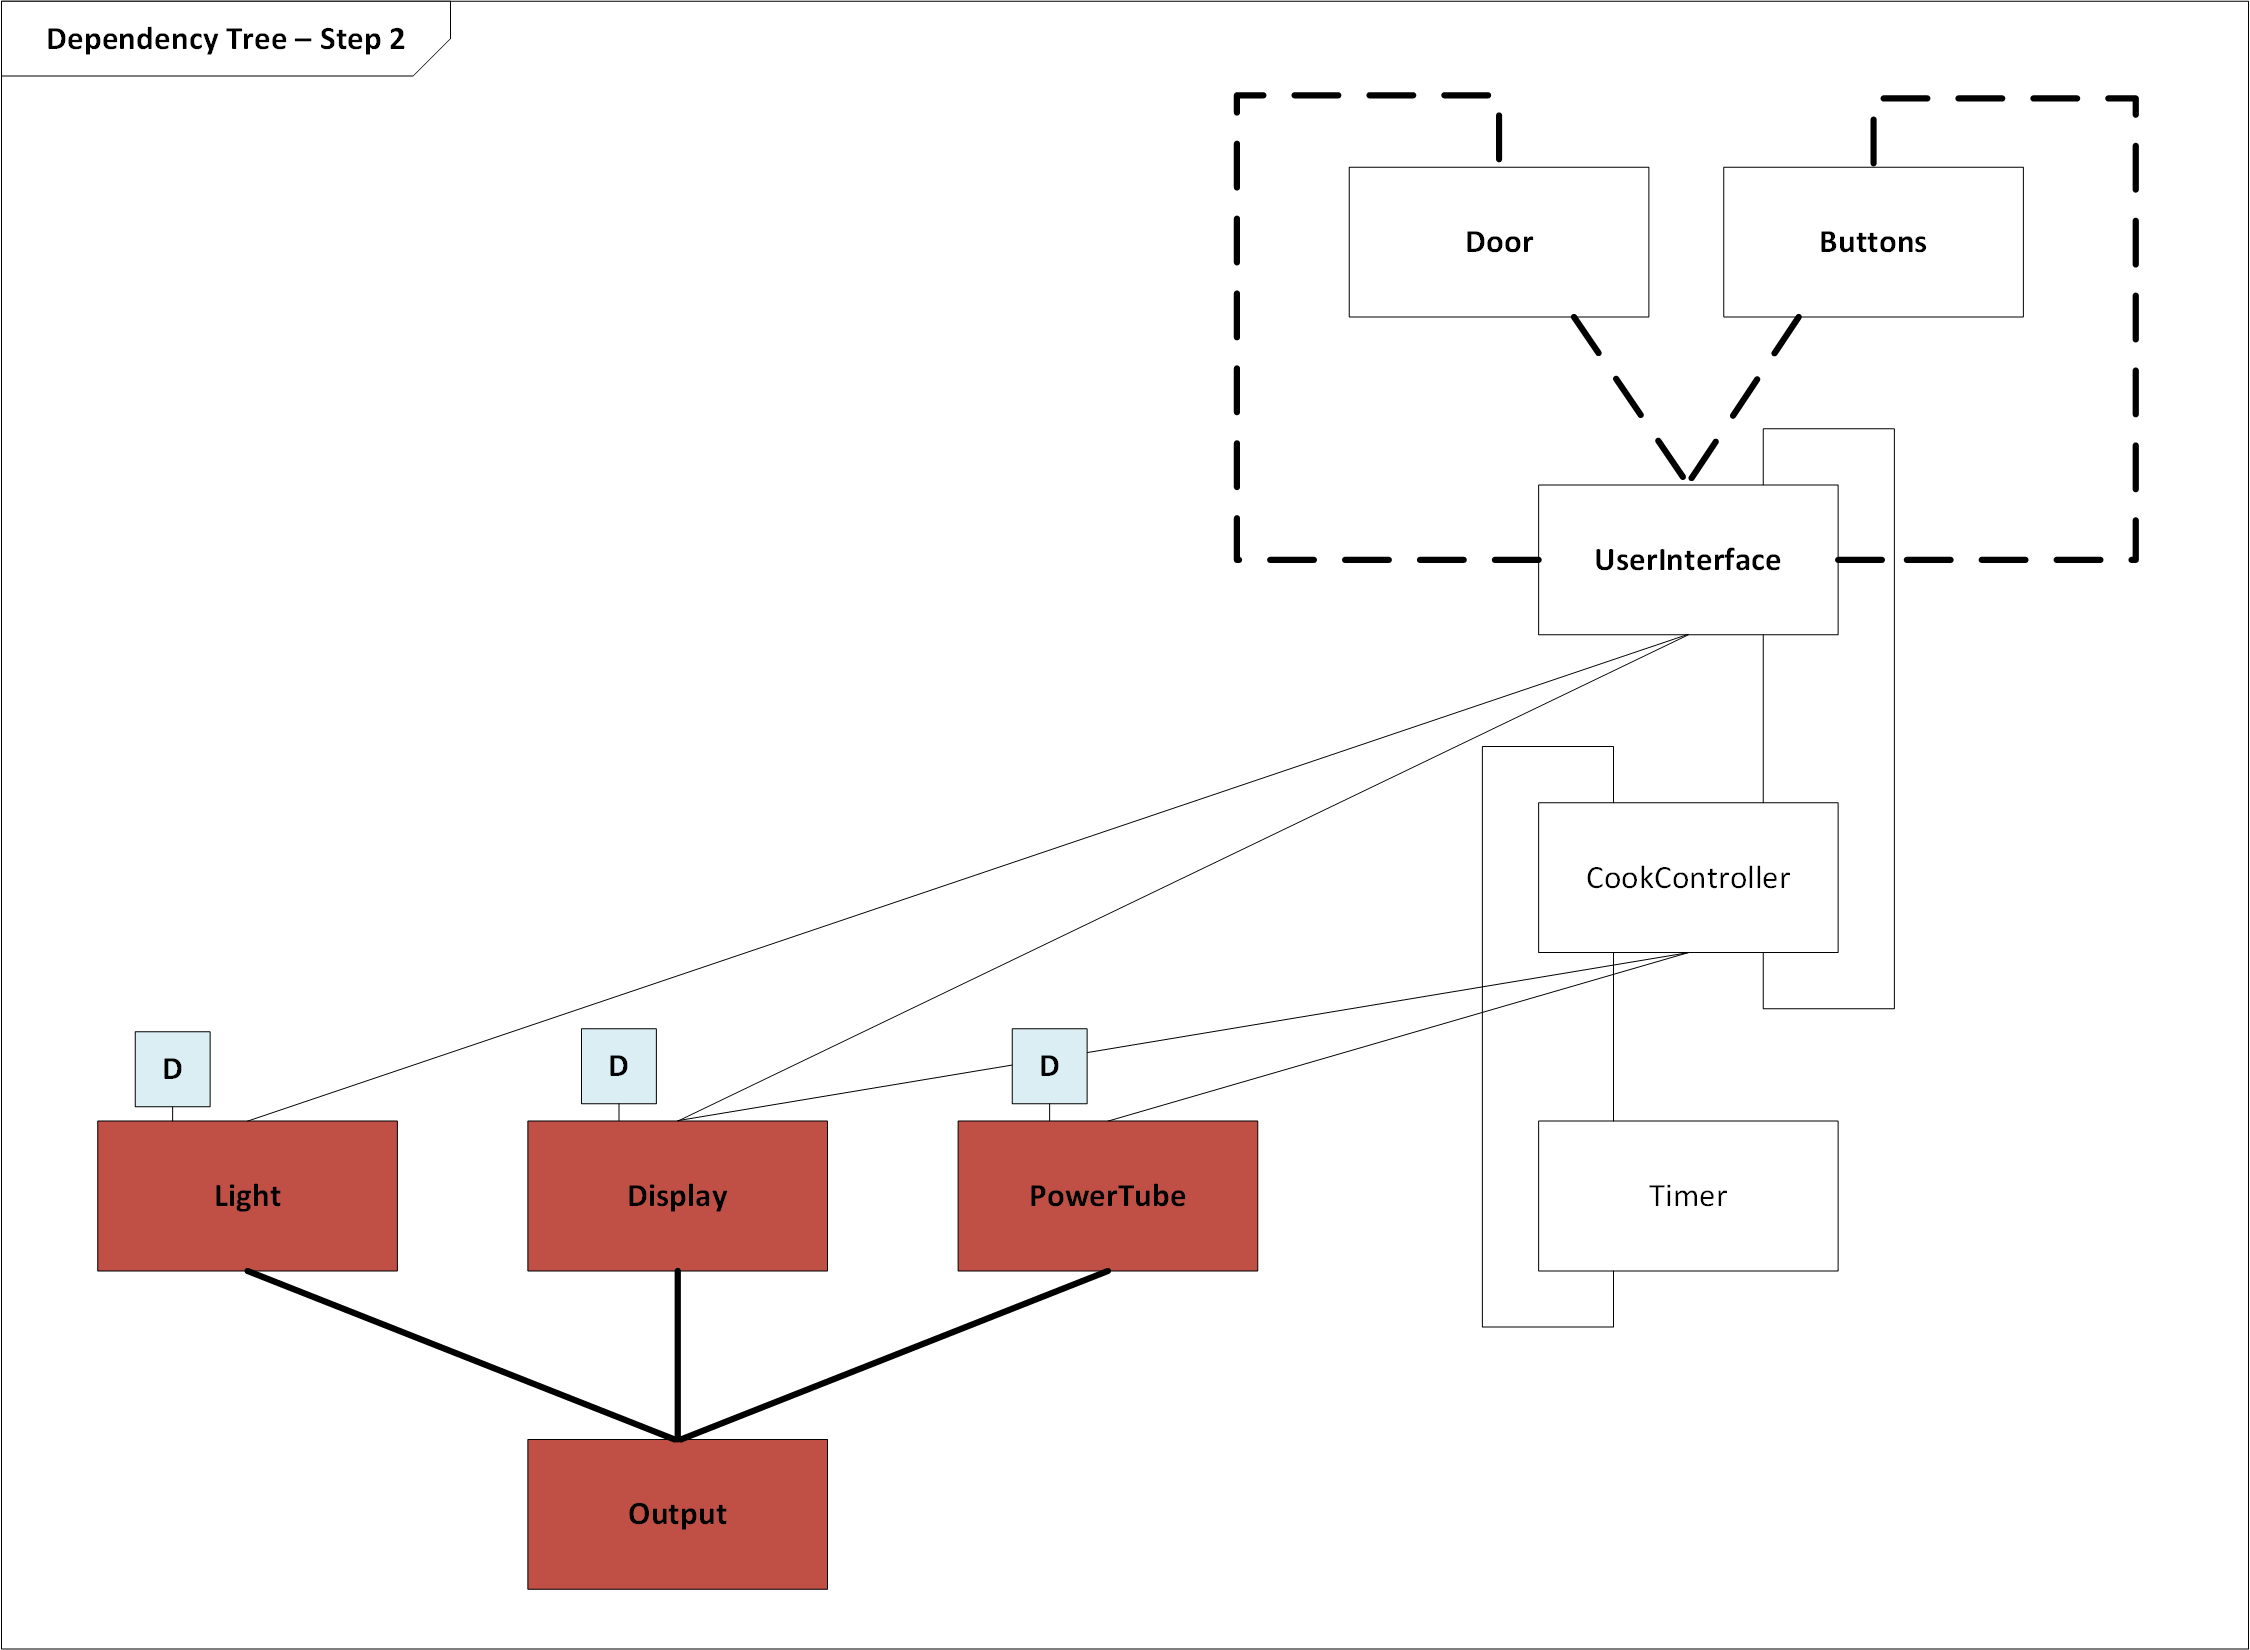 Dependency Tree – Step 2
Door
Buttons
UserInterface
CookController
D
D
D
Light
Display
PowerTube
Timer
Output